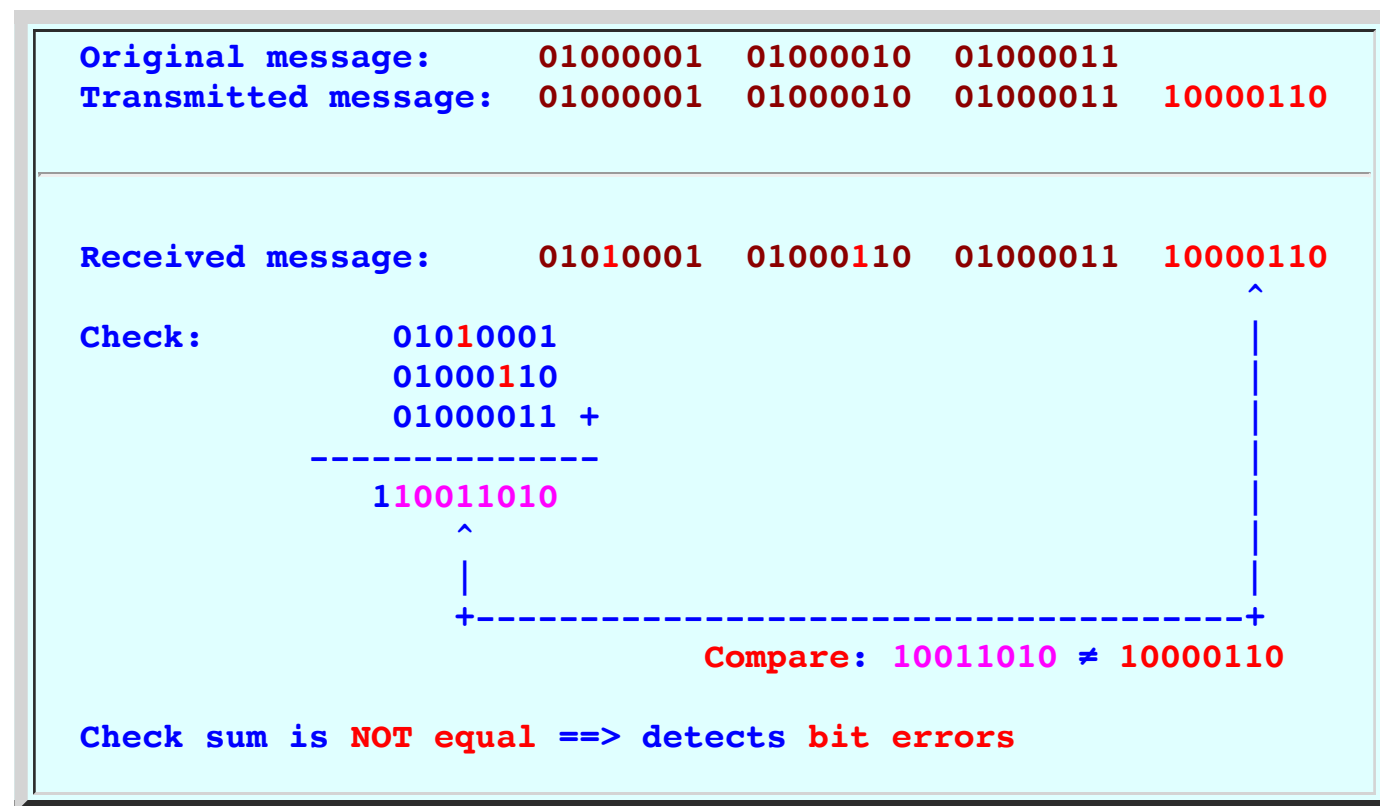 Original message:     01000001  01000010  01000011
Transmitted message:  01000001  01000010  01000011  10000110
Received message:     01010001  01000110  01000011  10000110
^
Check:         01010001                                  |
01000110                                  |
01000011 +                                |
--------------                                |
110011010                                  |
^                                      |
|                                      |
+--------------------------------------+
Compare: 10011010 ≠ 10000110
Check sum is NOT equal ==> detects bit errors